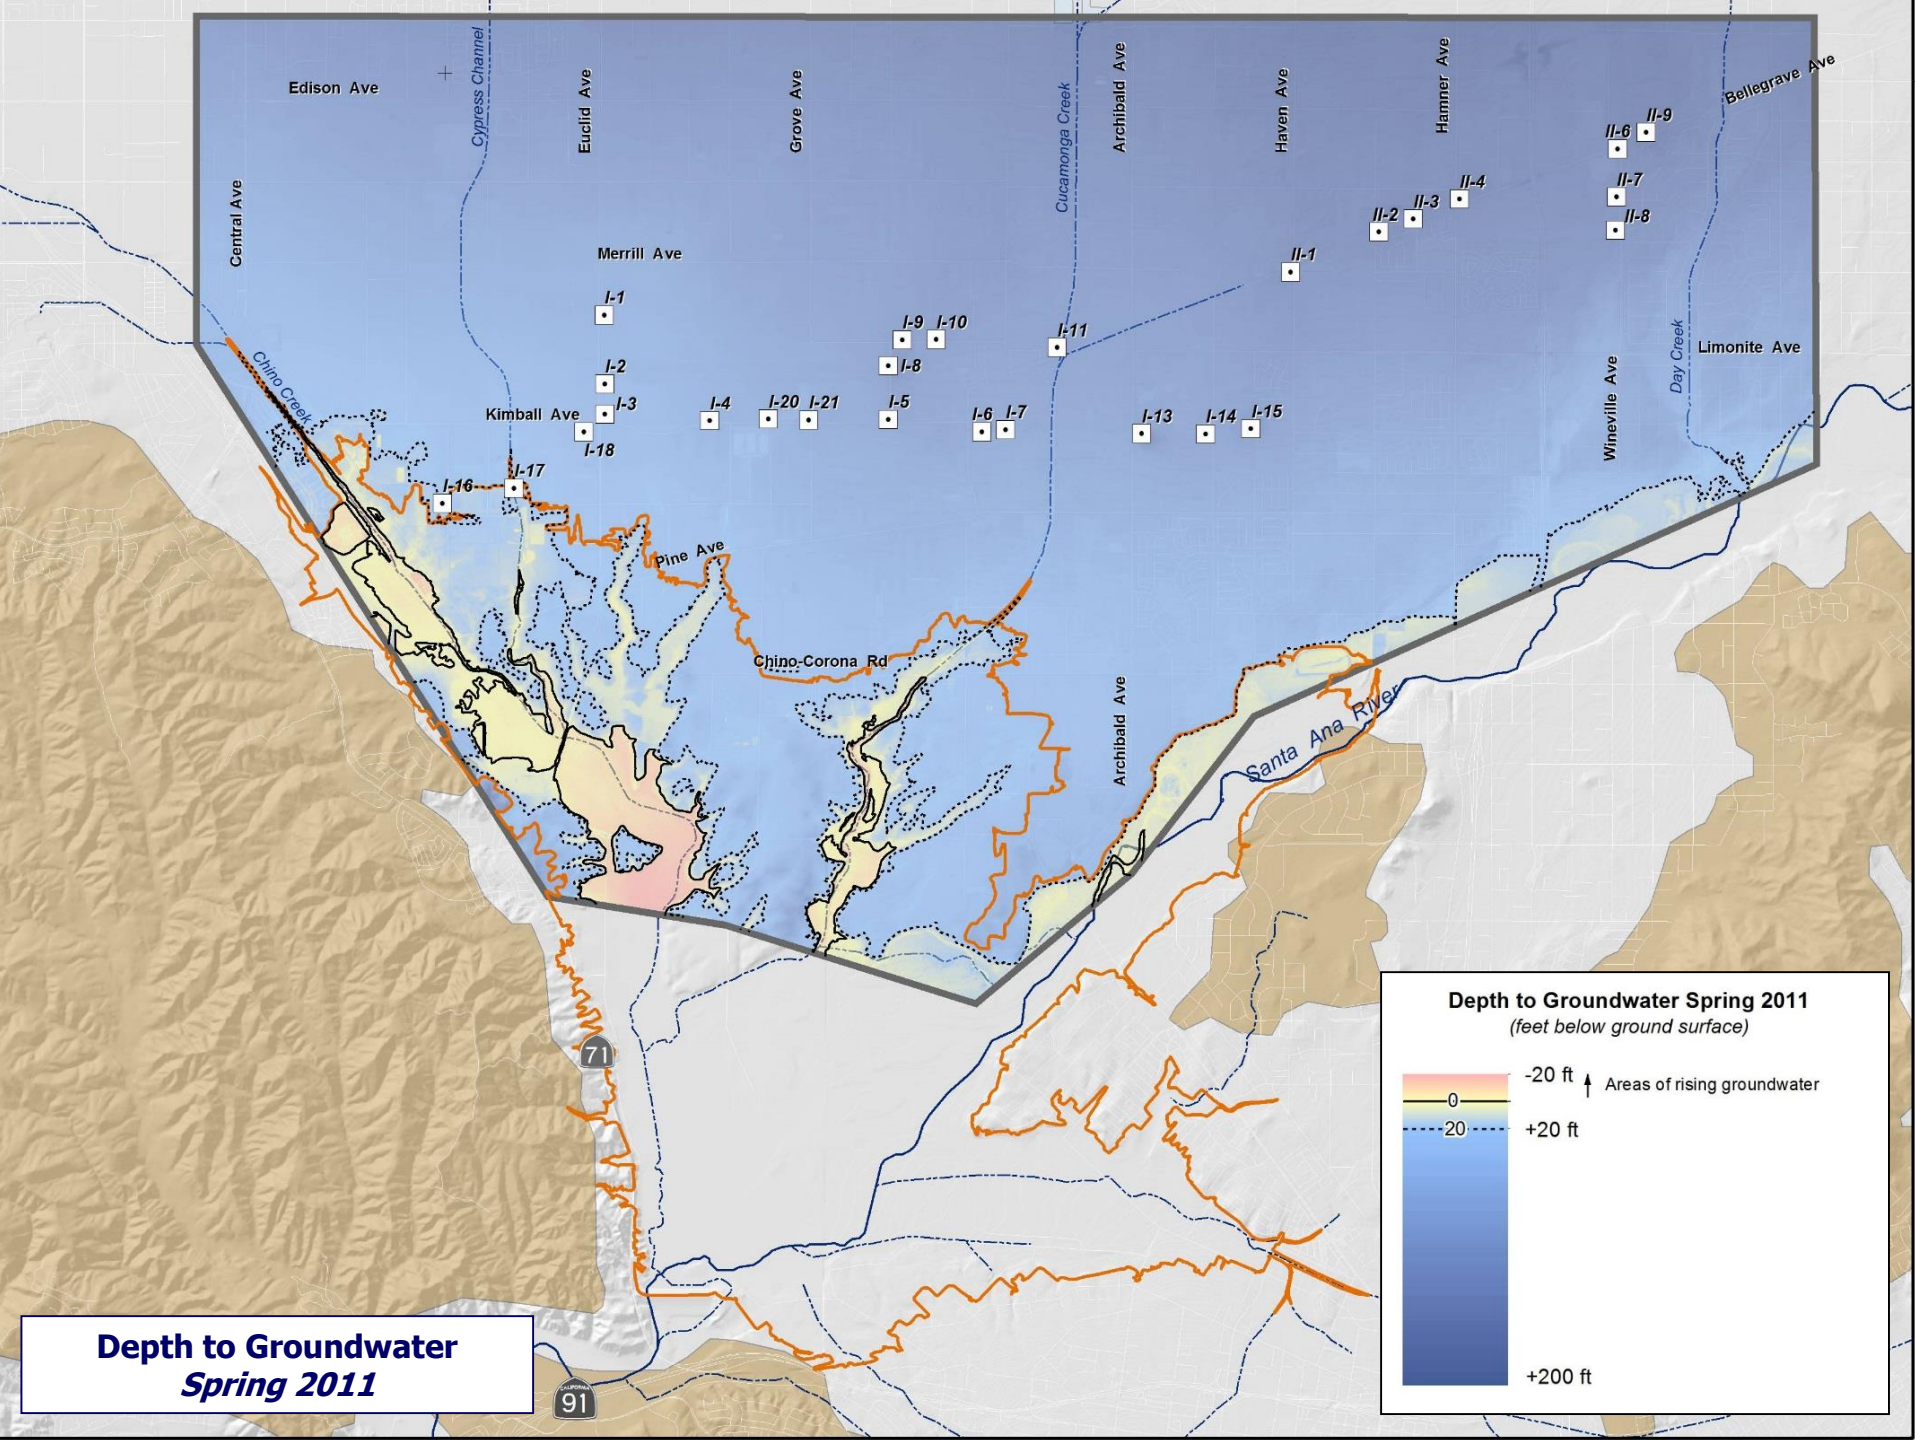 Edison Ave
Cypress Channel
Euclid Ave
Grove Ave
Cucamonga Creek
Archibald Ave
Haven Ave
Hamner Ave
Bellegrave Ave
Central Ave
II-9
II-6
II-7
II-8
II-4
II-3
II-2
II-1
Merrill Ave
I-1
I-9
I-10
I-11
I-8
I-2
I-3
Kimball Ave
I-18
I-4
I-20
I-21
I-5
I-6
I-7
I-13
I-14
I-15
Wineville Ave
Day Creek
Limonite Ave
Chino Creek
I-16
I-17
Pine Ave
Chino-Corona Rd
Archibald Ave
Santa Ana River
71
CALIFORNIA
91
Depth to Groundwater Spring 2011
(feet below ground surface)
-20 ft
Areas of rising groundwater
0
20
+20 ft
+200 ft
Depth to Groundwater
Spring 2011